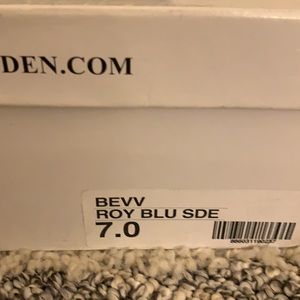 DEN.COM
BEVV
ROY BLU SDE
7.0